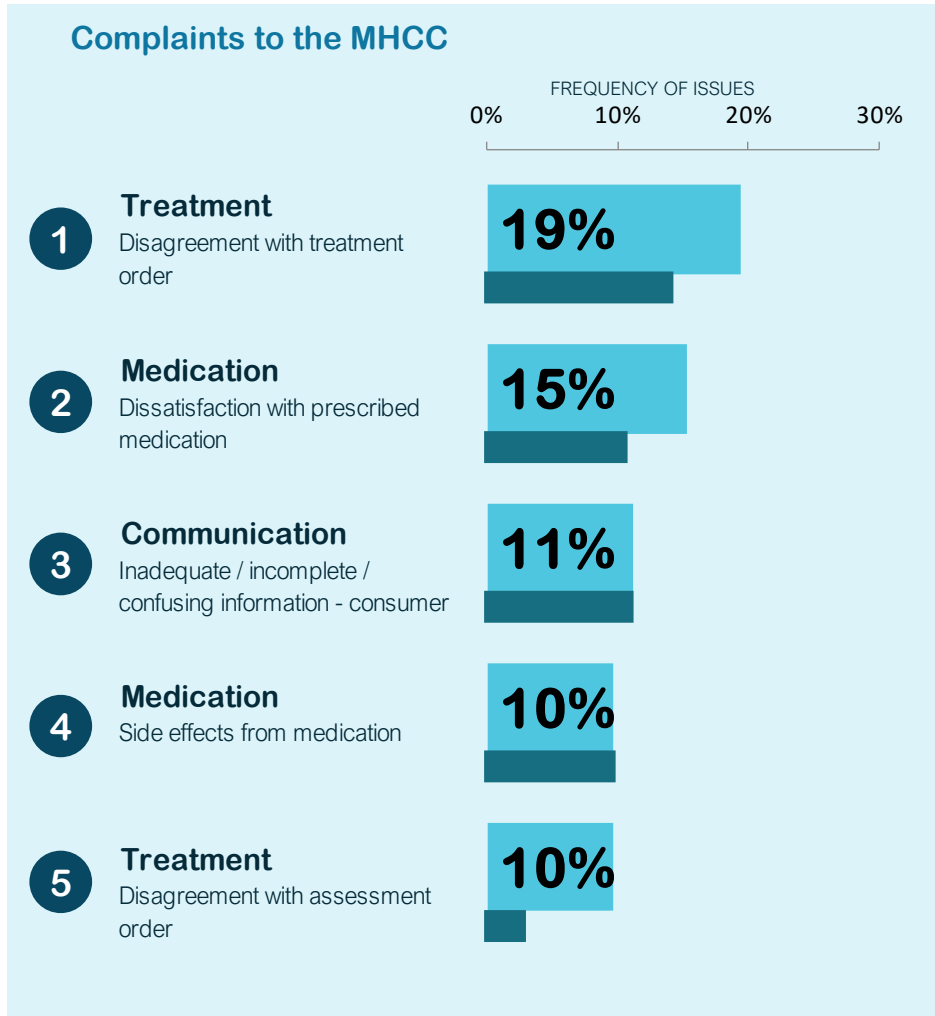 Complaints to the MHCC
FREQUENCY OF ISSUES
0% 10% 20% 30%
1
Treatment
Disagreement with treatment
order
19%
2
Medication
Dissatisfaction with prescribed
medication
15%
3
Communication
Inadequate / incomplete /
confusing information - consumer
11%
4
Medication
Side effects from medication
10%
5
Treatment
Disagreement with assessment
order
10%